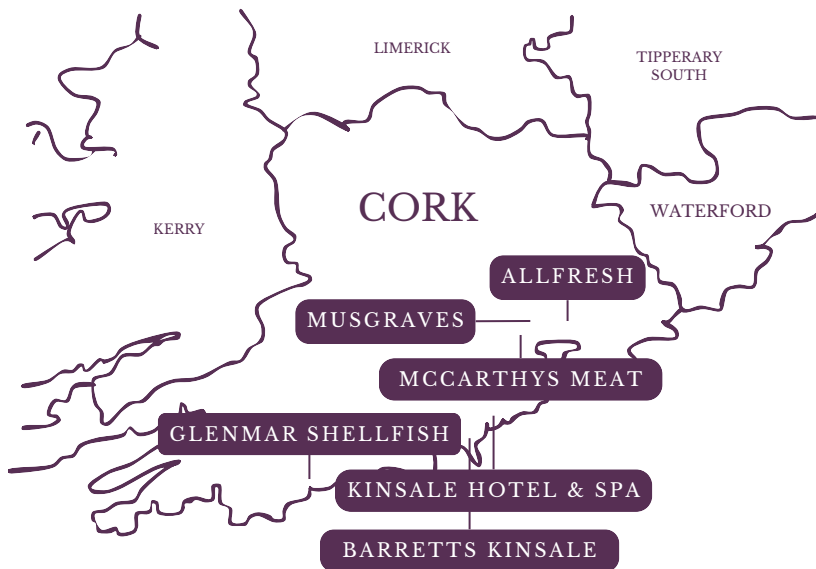 LIMERICK
TIPPERARY
SOUTH
CORK
WATERFORD
KERRY
ALLFRESH
MUSGRAVES
MCCARTHYS MEAT
GLENMAR SHELLFISH
KINSALE HOTEL & SPA
BARRETTS KINSALE